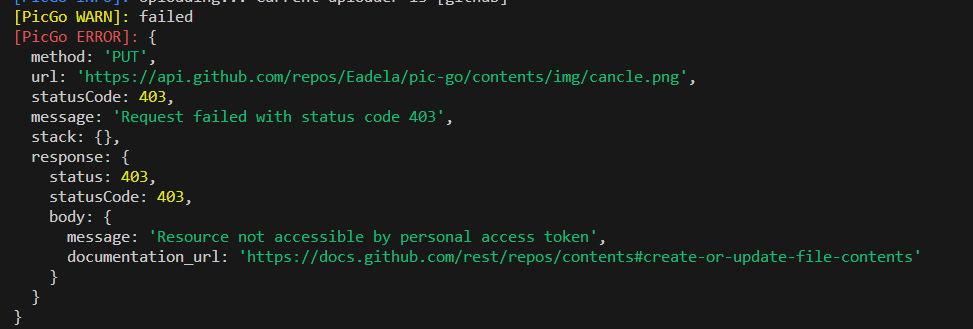 [PicGo WARN]: failed
[PicGo ERROR]: {
  method: 'PUT',
  url: 'https://api.github.com/repos/Eadela/pic-go/contents/img/cancle.png',
  statusCode: 403,
  message: 'Request failed with status code 403',
  stack: {},
  response: {
    status: 403,
    statusCode: 403,
    body: {
      message: 'Resource not accessible by personal access token',
      documentation_url: 'https://docs.github.com/rest/repos/contents#create-or-update-file-contents'
    }
  }
}